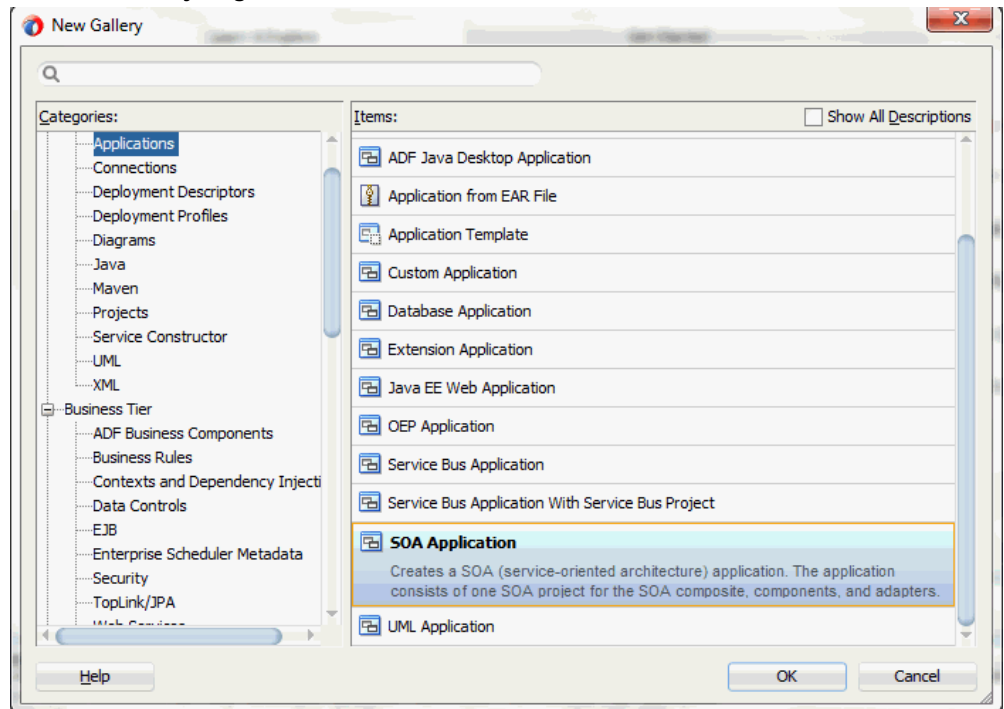 New Gallery
Categories:
Items:
Show All Descriptions
Applications
Connections
Deployment Descriptors
Deployment Profiles
Diagrams
Java
Maven
Projects
Service Constructor
UML
XML
Business Tier
ADF Business Components
Business Rules
Contexts and Dependency Injecti
Data Controls
EJB
Enterprise Scheduler Metadata
Security
TopLink/JPA
ADF Java Desktop Application
Application from EAR File
Application Template
Custom Application
Database Application
Extension Application
Java EE Web Application
OEP Application
Service Bus Application
Service Bus Application With Service Bus Project
SOA Application
Creates a SOA (service-oriented architecture) application. The application
consists of one SOA project for the SOA composite, components, and adapters.
UML Application
Help
OK
Cancel